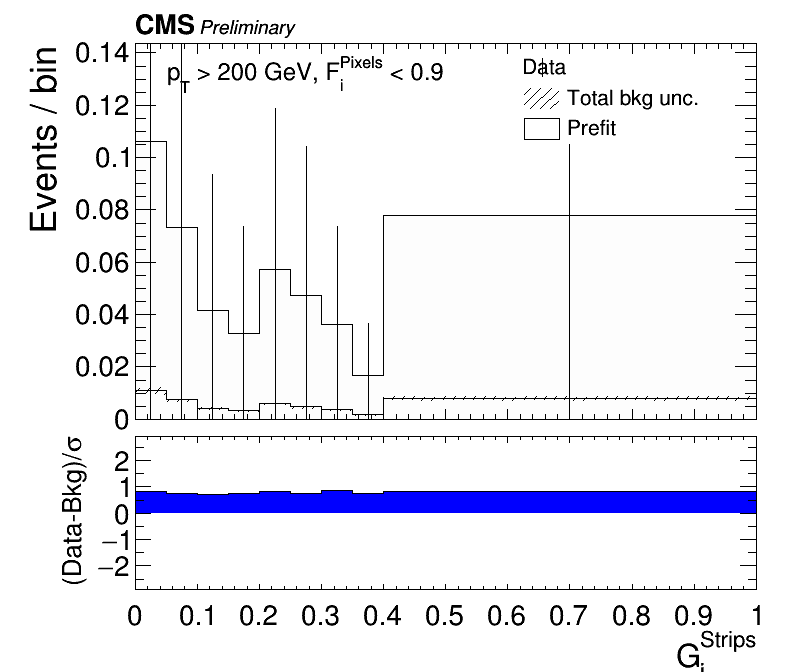 CMS Preliminary
p_T > 200 GeV, F_i^Pixels < 0.9
Data
Total bkg unc.
Prefit
Events / bin
0.14
0.12
0.1
0.08
0.06
0.04
0.02
0
(Data-Bkg)/σ
2
1
0
−1
−2
0 0.1 0.2 0.3 0.4 0.5 0.6 0.7 0.8 0.9 1
G_i^Strips